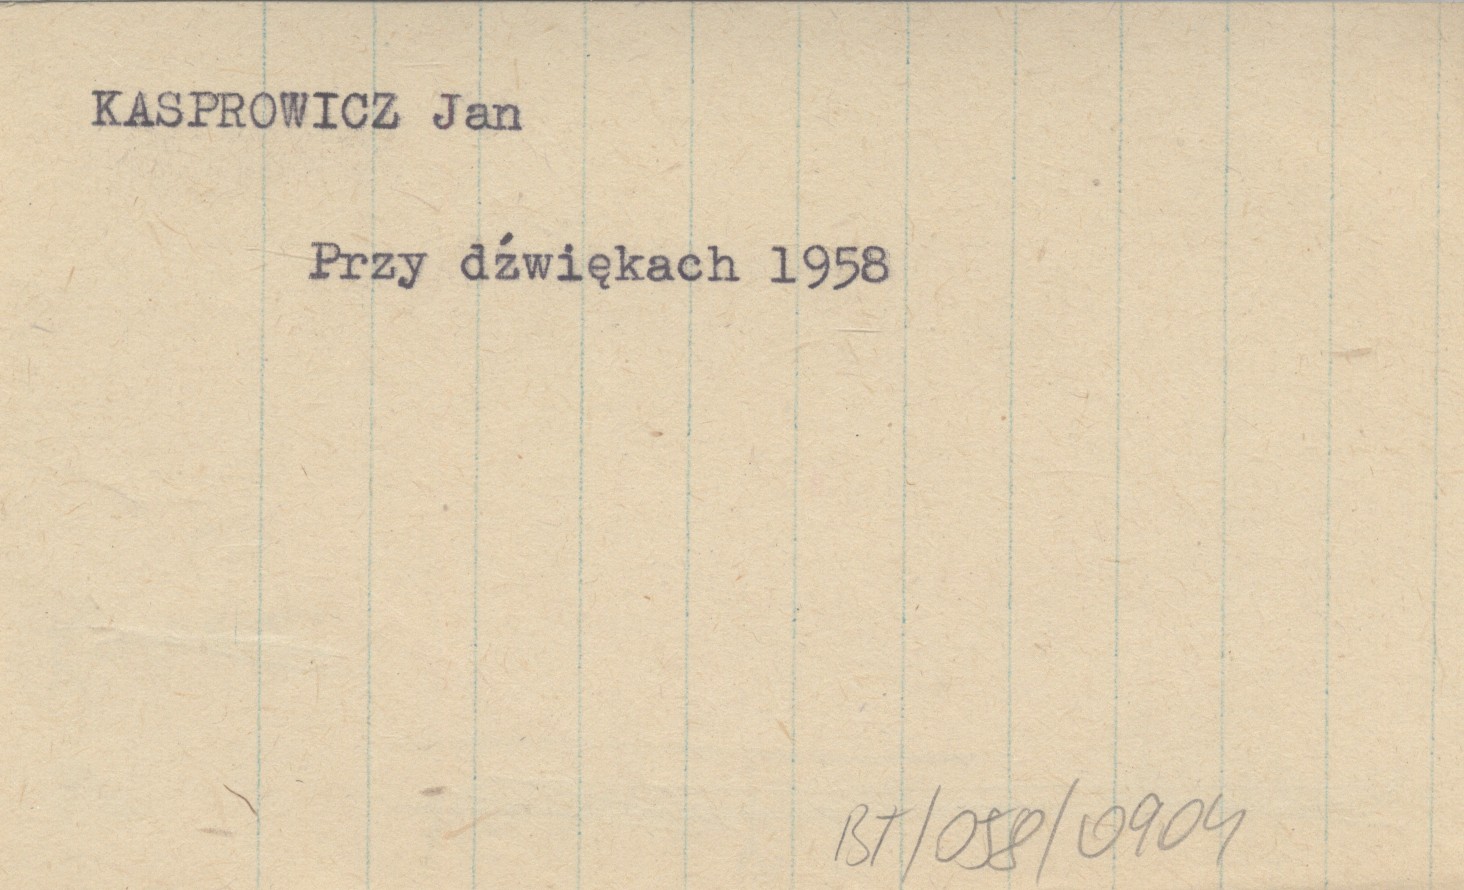 KASPROWICZ Jan
Przy dźwiękach 1958
BT/058/0904